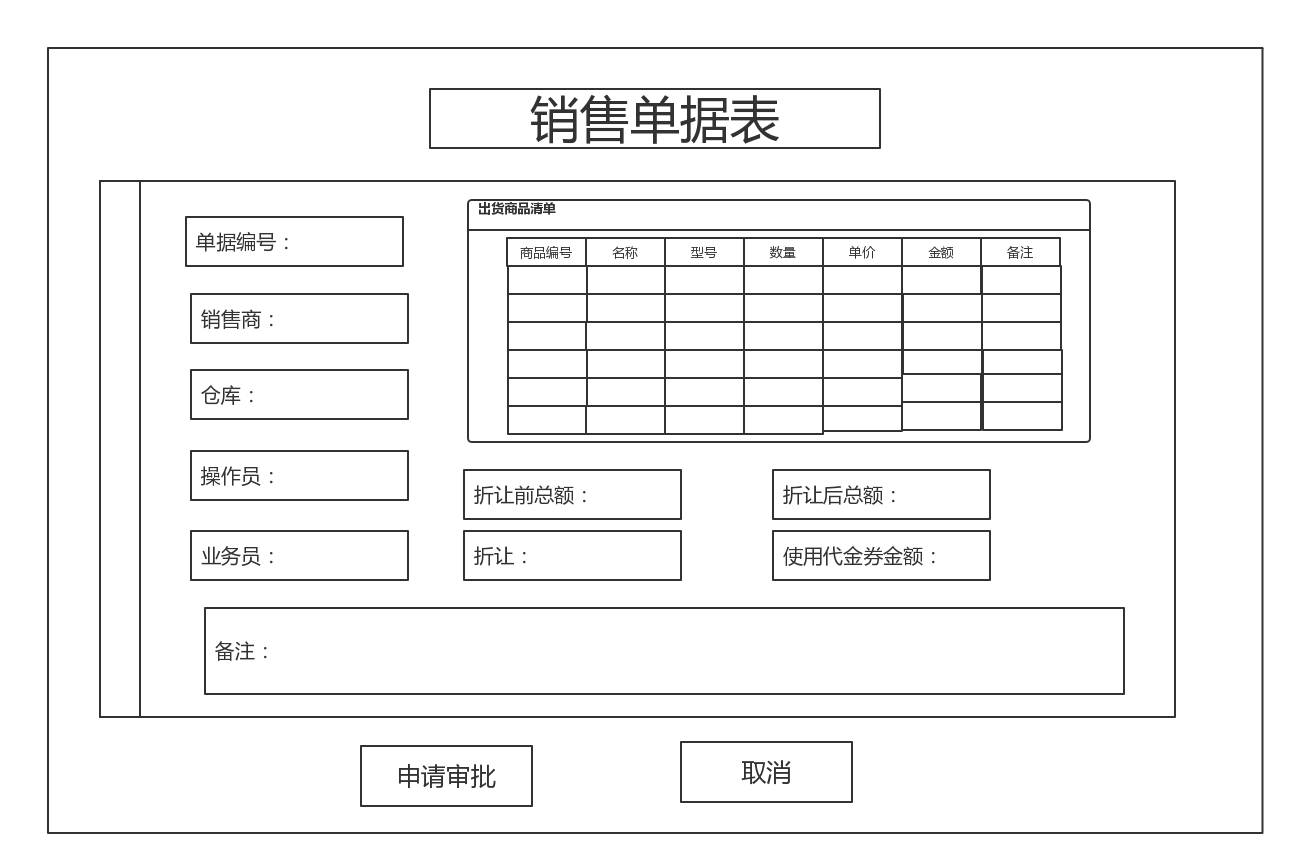 销售单据表
单据编号：
销售商：
仓库：
操作员：
业务员：
出货商品清单
商品编号 名称 型号 数量 单价 金额 备注
折让前总额： 折让后总额：
折让： 使用代金券金额：
备注：
申请审批 取消